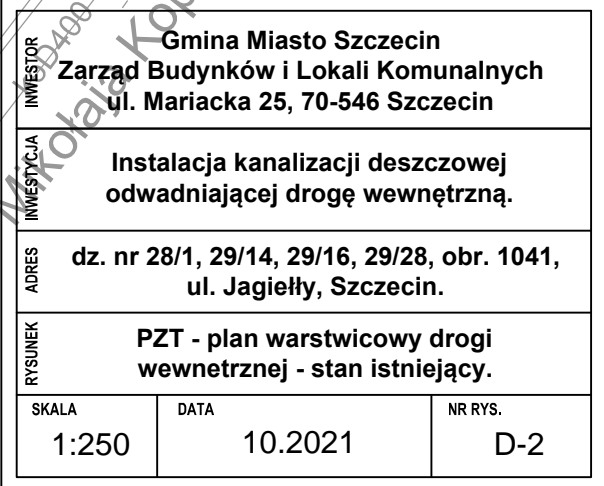 INWESTOR
Gmina Miasto Szczecin
Zarząd Budynków i Lokali Komunalnych
ul. Mariacka 25, 70-546 Szczecin
INWESTYCJA
Instalacja kanalizacji deszczowej
odwadniającej drogę wewnętrzną.
ADRES
dz. nr 28/1, 29/14, 29/16, 29/28, obr. 1041,
ul. Jagiełły, Szczecin.
RYSUNEK
PZT - plan warstwicowy drogi
wewnetrznej - stan istniejący.
SKALA DATA NR RYS.
1:250 10.2021 D-2
Mikołaja Kop